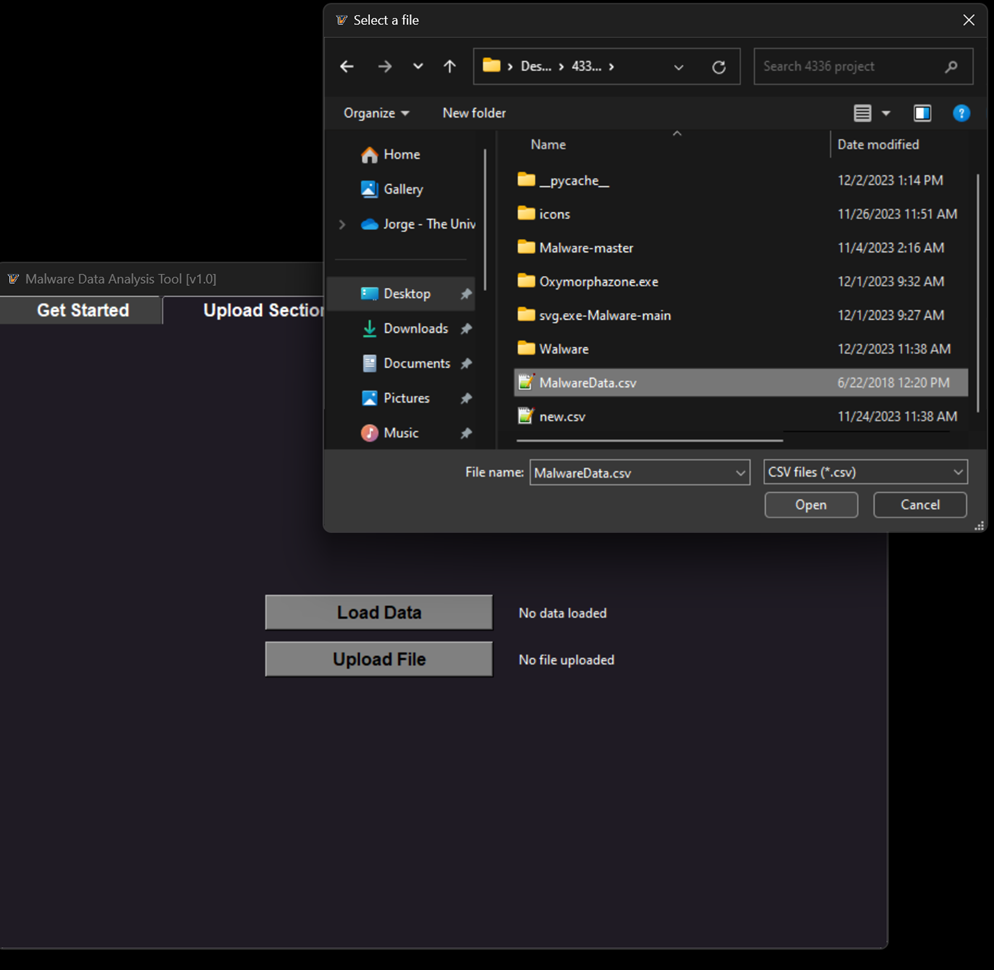 Select a file
Des... 433...
Search 4336 project
Organize
New folder
?
Home
Gallery
Jorge - The Univ
Desktop
Downloads
Documents
Pictures
Music
Name Date modified
__pycache__ 12/2/2023 1:14 PM
icons 11/26/2023 11:51 AM
Malware-master 11/4/2023 2:16 AM
Oxymorphazone.exe 12/1/2023 9:32 AM
svg.exe-Malware-main 12/1/2023 9:27 AM
Walware 12/2/2023 11:38 AM
MalwareData.csv 6/22/2018 12:20 PM
new.csv 11/24/2023 11:38 AM
File name: MalwareData.csv CSV files (*.csv)
Open Cancel
Malware Data Analysis Tool [v1.0]
Get Started Upload Section
Load Data No data loaded
Upload File No file uploaded